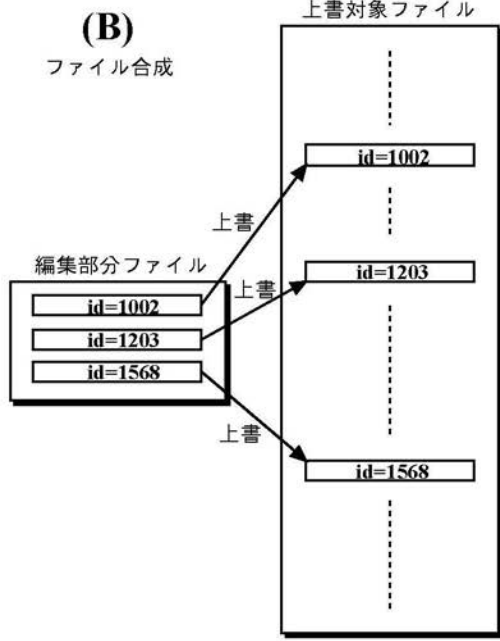 (B)
ファイル合成
上書対象ファイル
id=1002
上書
id=1203
上書
編集部分ファイル
id=1002
id=1203
id=1568
上書
id=1568